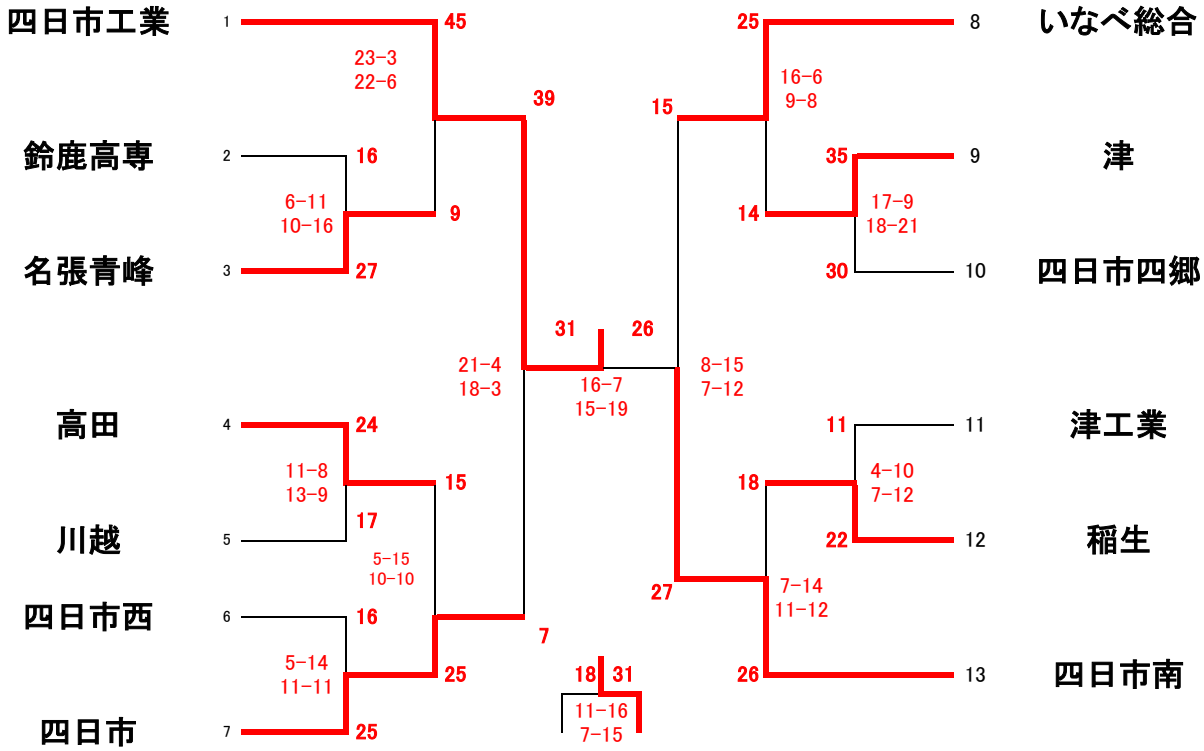 四日市工業 1 45 25 8 いなべ総合
23-3 16-6
22-6 9-8
39 15
鈴鹿高専 2 16 35 9 津
6-11 9 14 17-9
10-16 18-21
名張青峰 3 27 30 10 四日市四郷
31 26
21-4 16-7 8-15
18-3 15-19 7-12
高田 4 24 11 11 津工業
11-8 15 18 4-10
13-9 7-12
川越 5 17 22 12 稲生
5-15
10-10
27 7-14
11-12
四日市西 6 16
7
5-14 25 18 31 26 13 四日市南
11-11
11-16
7-15
四日市 7 25